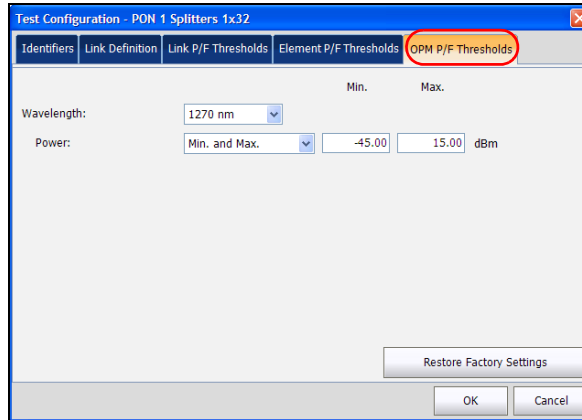 Test Configuration - PON 1 Splitters 1x32
Identifiers Link Definition Link P/F Thresholds Element P/F Thresholds OPM P/F Thresholds
Min. Max.
Wavelength: 1270 nm
Power: Min. and Max. -45.00 15.00 dBm
Restore Factory Settings
OK Cancel